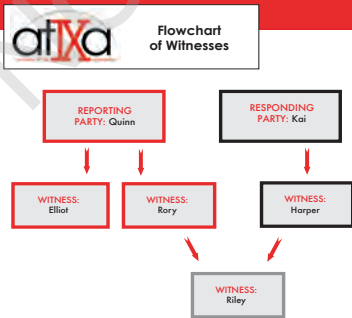 atIXa
Flowchart
of Witnesses
REPORTING
PARTY: Quinn
RESPONDING
PARTY: Kai
WITNESS:
Elliot
WITNESS:
Rory
WITNESS:
Harper
WITNESS:
Riley